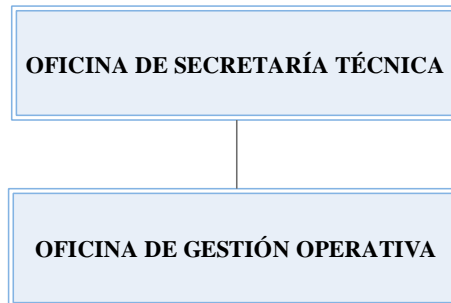 OFICINA DE SECRETARÍA TÉCNICA
OFICINA DE GESTIÓN OPERATIVA